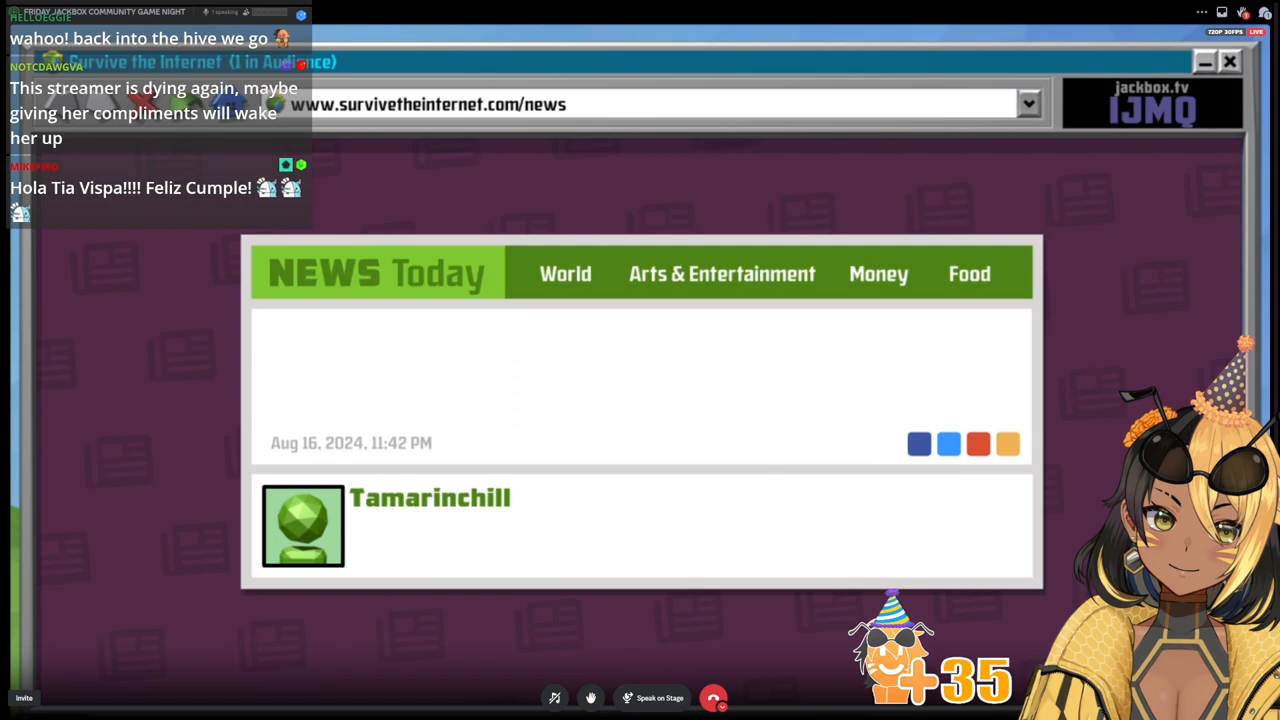 FRIDAY JACKBOX COMMUNITY GAME NIGHT
1 speaking
HELLOEGGIE
wahoo! back into the hive we go
NOTCDAWGVA
This streamer is dying again, maybe
giving her compliments will wake
her up
MIKEYFIRO
Hola Tia Vispa!!!! Feliz Cumple!
720P 30FPS LIVE
Survive the Internet (1 in Audience)
www.survivetheinternet.com/news
jackbox.tv
IJMQ
NEWS Today World Arts & Entertainment Money Food
Aug 16, 2024, 11:42 PM
Tamarinchill
+35
Invite
Speak on Stage